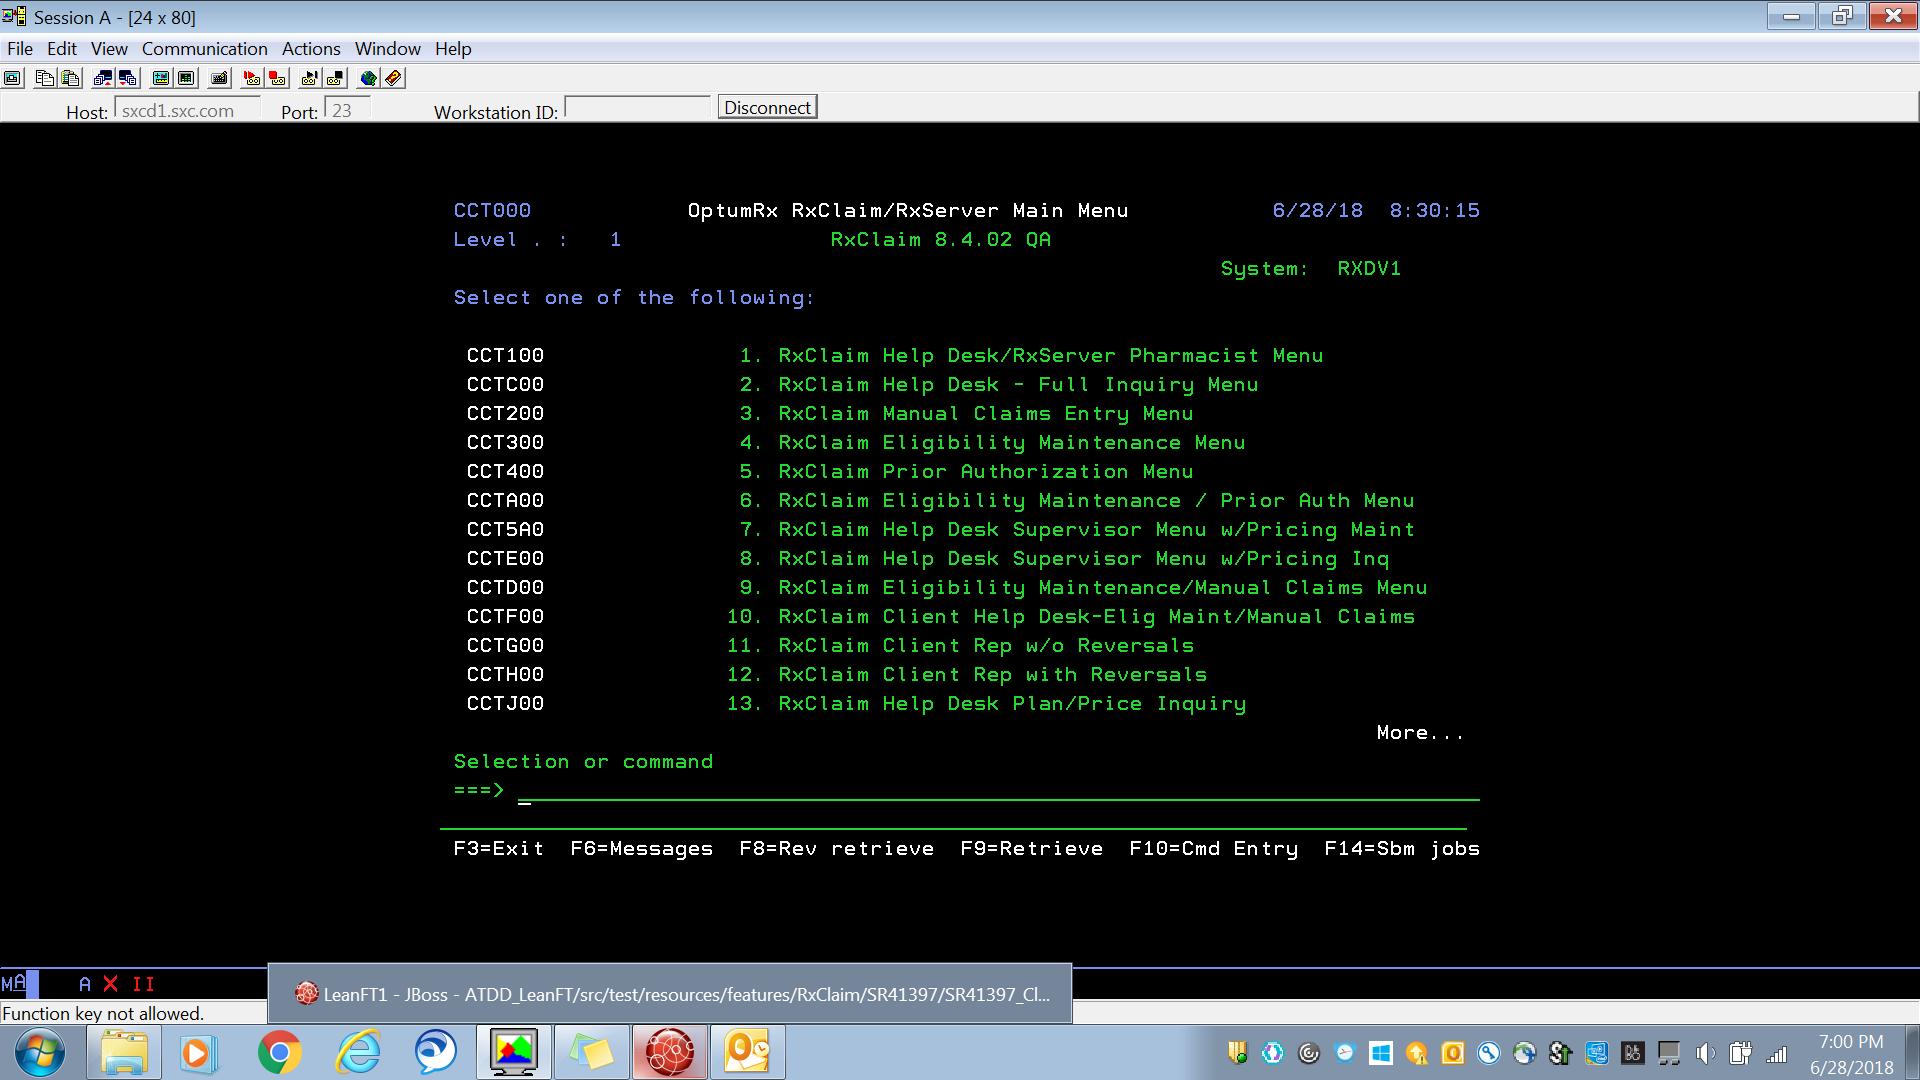 Session A - [24 x 80]
File Edit View Communication Actions Window Help
Host: sxcd1.sxc.com Port: 23 Workstation ID: Disconnect
CCT000 OptumRx RxClaim/RxServer Main Menu 6/28/18 8:30:15
Level . : 1 RxClaim 8.4.02 QA
System: RXDV1
Select one of the following:
CCT100 1. RxClaim Help Desk/RxServer Pharmacist Menu
CCTC00 2. RxClaim Help Desk - Full Inquiry Menu
CCT200 3. RxClaim Manual Claims Entry Menu
CCT300 4. RxClaim Eligibility Maintenance Menu
CCT400 5. RxClaim Prior Authorization Menu
CCTA00 6. RxClaim Eligibility Maintenance / Prior Auth Menu
CCT5A0 7. RxClaim Help Desk Supervisor Menu w/Pricing Maint
CCTE00 8. RxClaim Help Desk Supervisor Menu w/Pricing Inq
CCTD00 9. RxClaim Eligibility Maintenance/Manual Claims Menu
CCTF00 10. RxClaim Client Help Desk-Elig Maint/Manual Claims
CCTG00 11. RxClaim Client Rep w/o Reversals
CCTH00 12. RxClaim Client Rep with Reversals
CCTJ00 13. RxClaim Help Desk Plan/Price Inquiry
More...
Selection or command
===>
F3=Exit F6=Messages F8=Rev retrieve F9=Retrieve F10=Cmd Entry F14=Sbm jobs
MA A X II
LeanFT1 - JBoss - ATDD_LeanFT/src/test/resources/features/RxClaim/SR41397/SR41397_Cl...
Function key not allowed.
7:00 PM
6/28/2018